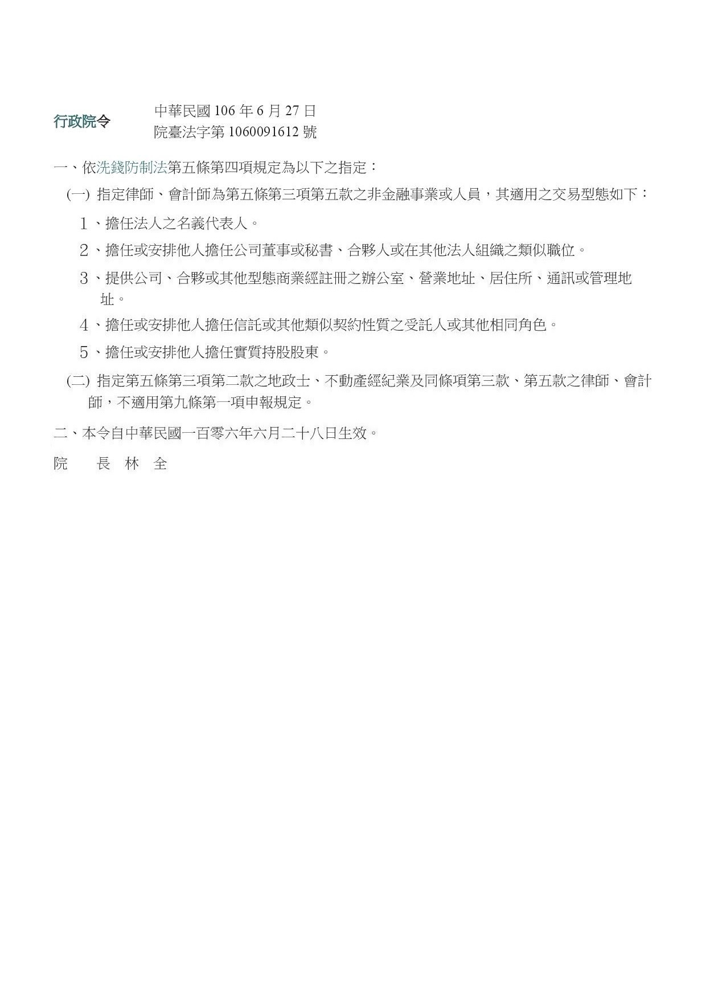 行政院令
中華民國 106 年 6 月 27 日
院臺法字第 1060091612 號
一、依洗錢防制法第五條第四項規定為以下之指定：
(一) 指定律師、會計師為第五條第三項第五款之非金融事業或人員，其適用之交易型態如下：
１、擔任法人之名義代表人。
２、擔任或安排他人擔任公司董事或秘書、合夥人或在其他法人組織之類似職位。
３、提供公司、合夥或其他型態商業經註冊之辦公室、營業地址、居住所、通訊或管理地
址。
４、擔任或安排他人擔任信託或其他類似契約性質之受託人或其他相同角色。
５、擔任或安排他人擔任實質持股股東。
(二) 指定第五條第三項第二款之地政士、不動產經紀業及同條項第三款、第五款之律師、會計
師，不適用第九條第一項申報規定。
二、本令自中華民國一百零六年六月二十八日生效。
院　　長　林　全